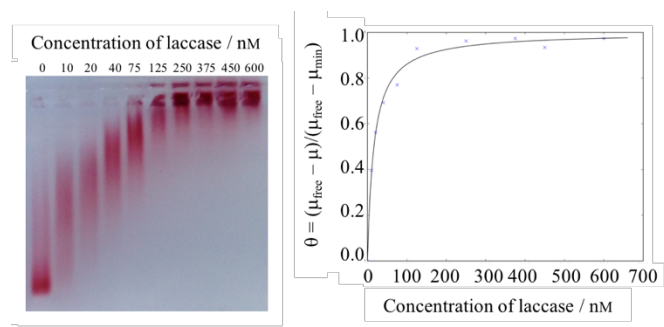 Concentration of laccase / nM
0 10 20 40 75 125 250 375 450 600
θ = (μfree − μ)/(μfree − μmin)
1.0
0.8
0.6
0.4
0.2
0.0
0 100 200 300 400 500 600 700
Concentration of laccase / nM